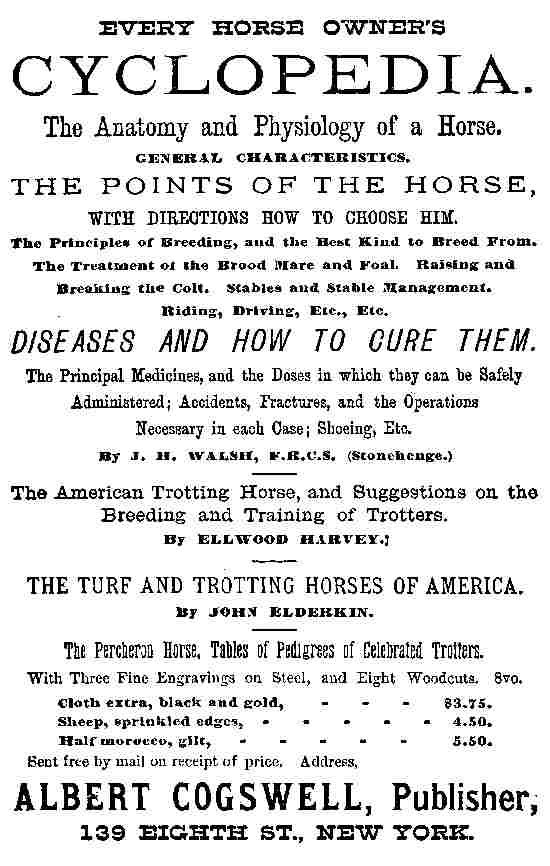 EVERY HORSE OWNER'S
CYCLOPEDIA.
The Anatomy and Physiology of a Horse.
GENERAL CHARACTERISTICS.
THE POINTS OF THE HORSE,
WITH DIRECTIONS HOW TO CHOOSE HIM.
The Principles of Breeding, and the Best Kind to Breed From.
The Treatment of the Brood Mare and Foal. Raising and
Breaking the Colt. Stables and Stable Management.
Riding, Driving, Etc., Etc.
DISEASES AND HOW TO CURE THEM.
The Principal Medicines, and the Doses in which they can be Safely
Administered; Accidents, Fractures, and the Operations
Necessary in each Case; Shoeing, Etc.
By J. H. WALSH, F.R.C.S. (Stonehenge.)
The American Trotting Horse, and Suggestions on the
Breeding and Training of Trotters.
By ELLWOOD HARVEY.
THE TURF AND TROTTING HORSES OF AMERICA.
By JOHN ELDERKIN.
The Percheron Horse, Tables of Pedigrees of Celebrated Trotters.
With Three Fine Engravings on Steel, and Eight Woodcuts. 8vo.
Cloth extra, black and gold, - - - $3.75.
Sheep, sprinkled edges, - - - - - 4.50.
Half morocco, gilt, - - - - - 5.50.
Sent free by mail on receipt of price. Address,
ALBERT COGSWELL, Publisher,
139 EIGHTH ST., NEW YORK.